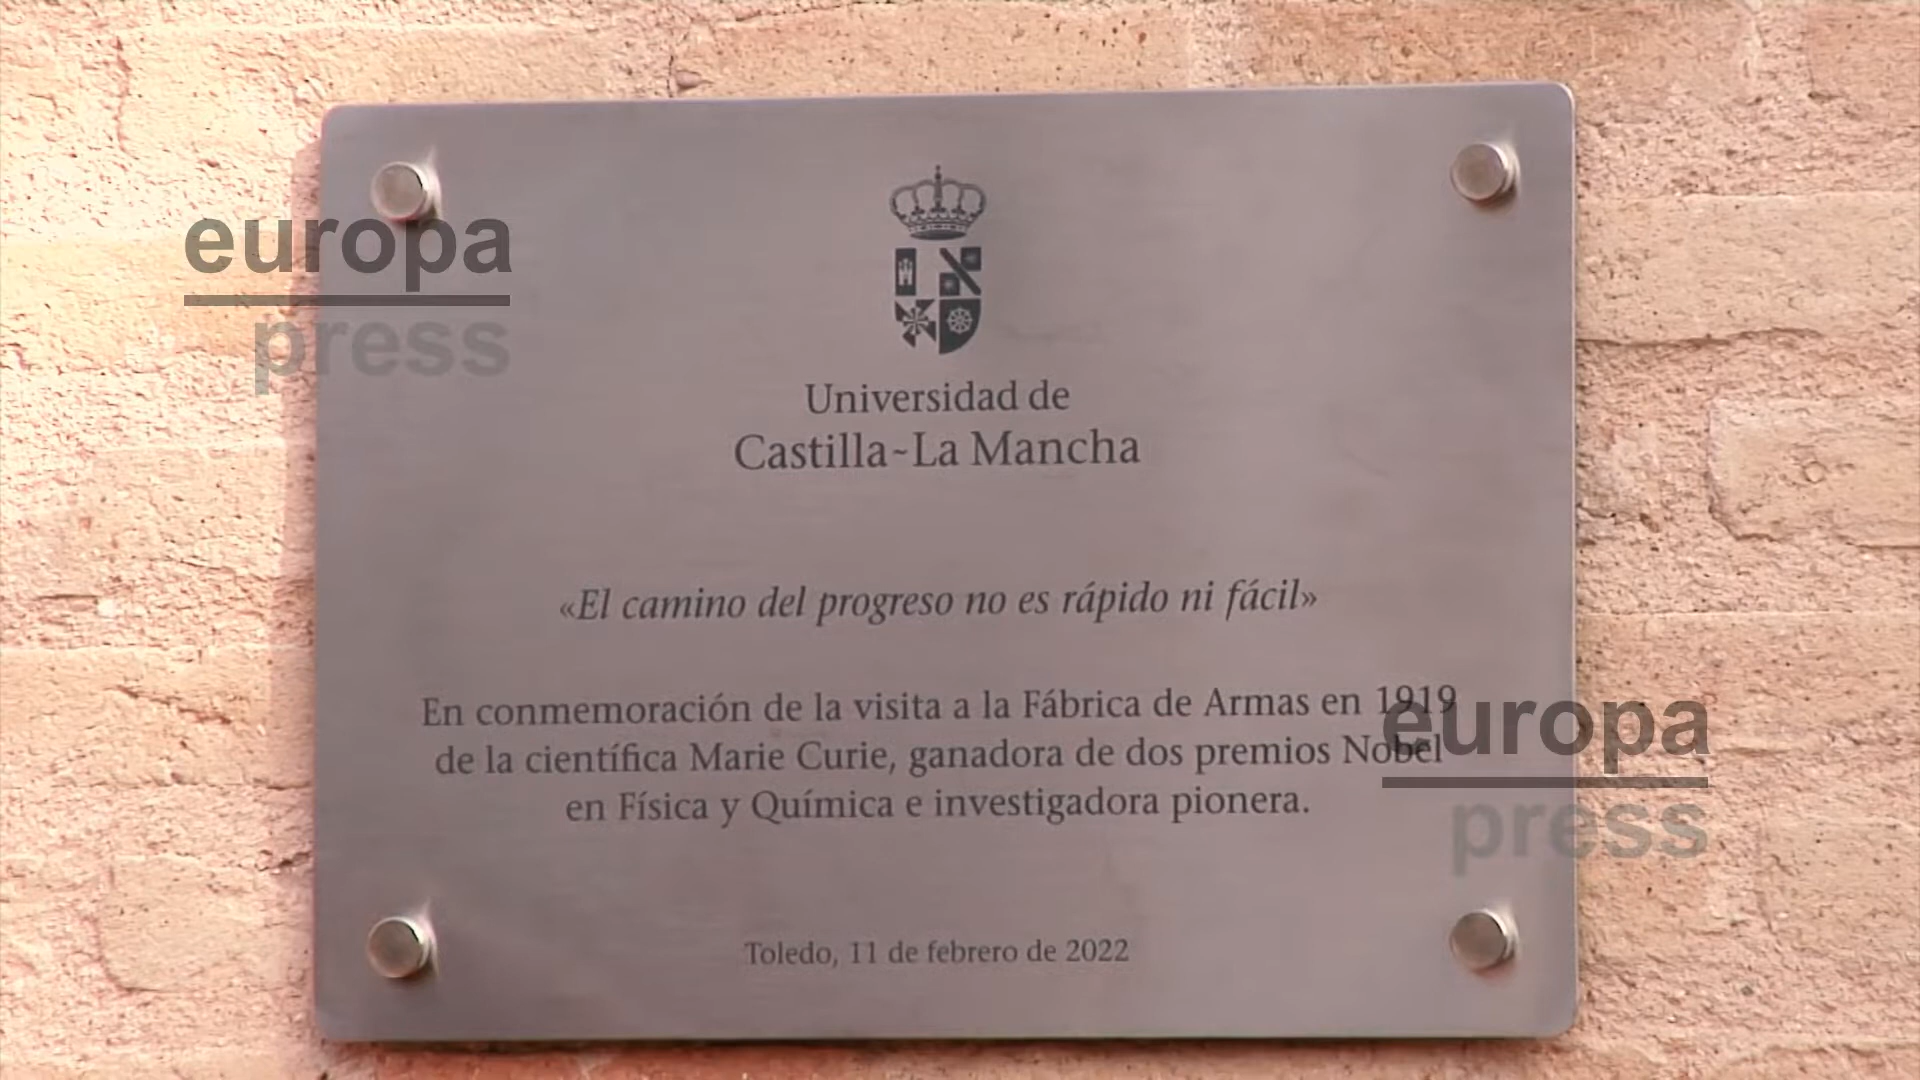 europa
press
Universidad de
Castilla-La Mancha
«El camino del progreso no es rápido ni fácil»
En conmemoración de la visita a la Fábrica de Armas en 1919
de la científica Marie Curie, ganadora de dos premios Nobel
en Física y Química e investigadora pionera.
europa
press
Toledo, 11 de febrero de 2022